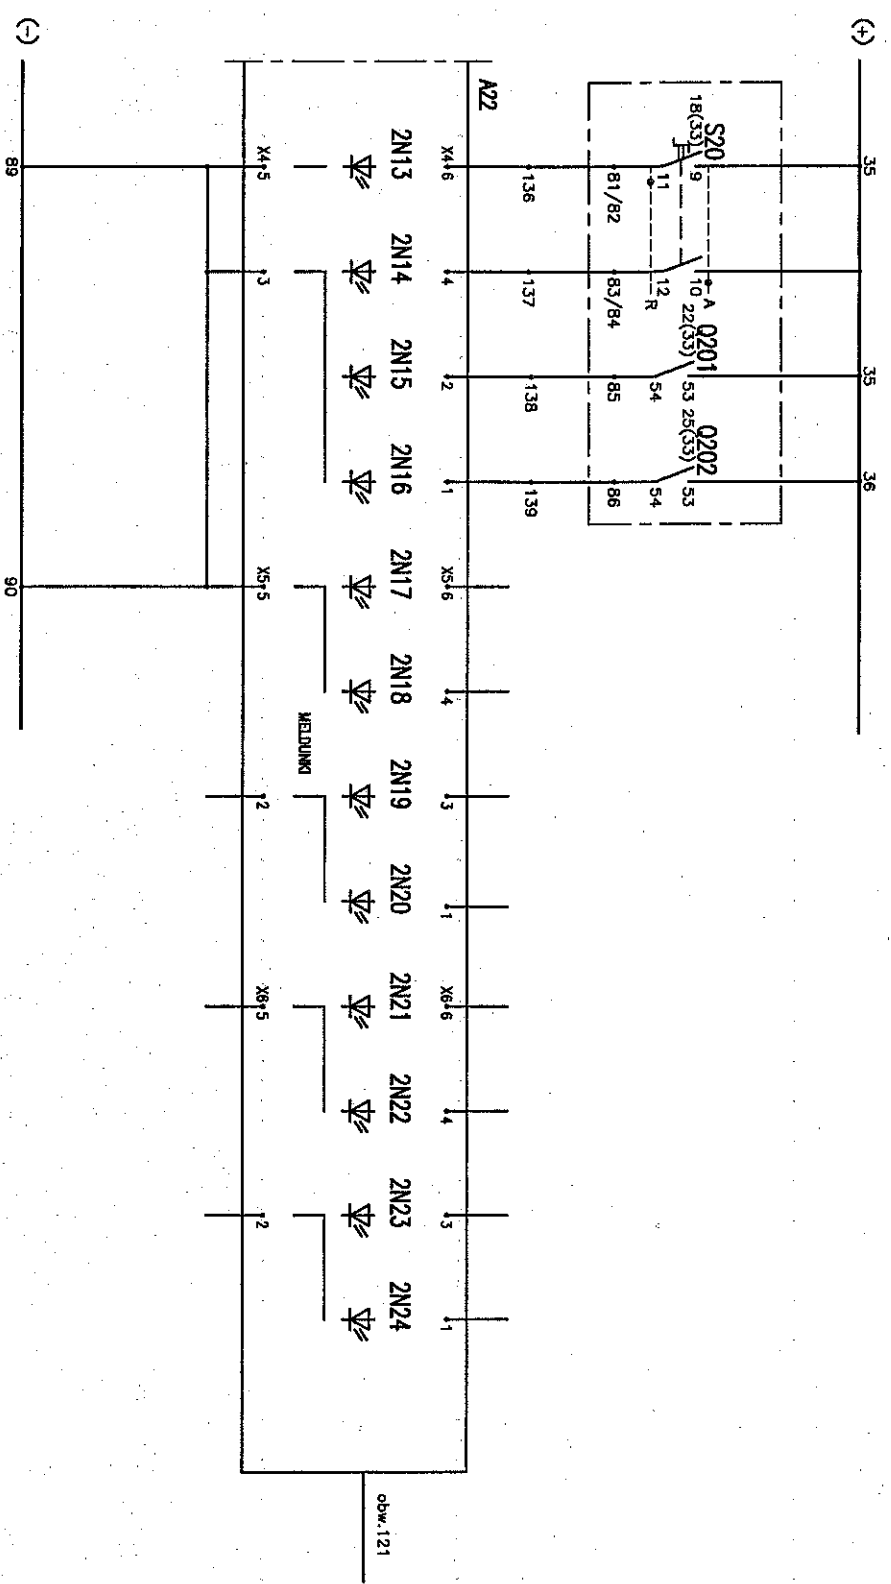 (+)
35
35
36
S20
18(33)
9
10
A
11
12
R
Q201
22(33)
53
54
Q202
25(33)
53
54
81/82
83/84
85
86
136
137
138
139
A22
X4•6
4
2
1
X5•6
4
3
1
X6•6
4
3
1
2N13
2N14
2N15
2N16
2N17
2N18
2N19
2N20
2N21
2N22
2N23
2N24
MELDUNKI
obw.121
X4•5
3
X5•5
2
X6•5
2
(-)
89
90